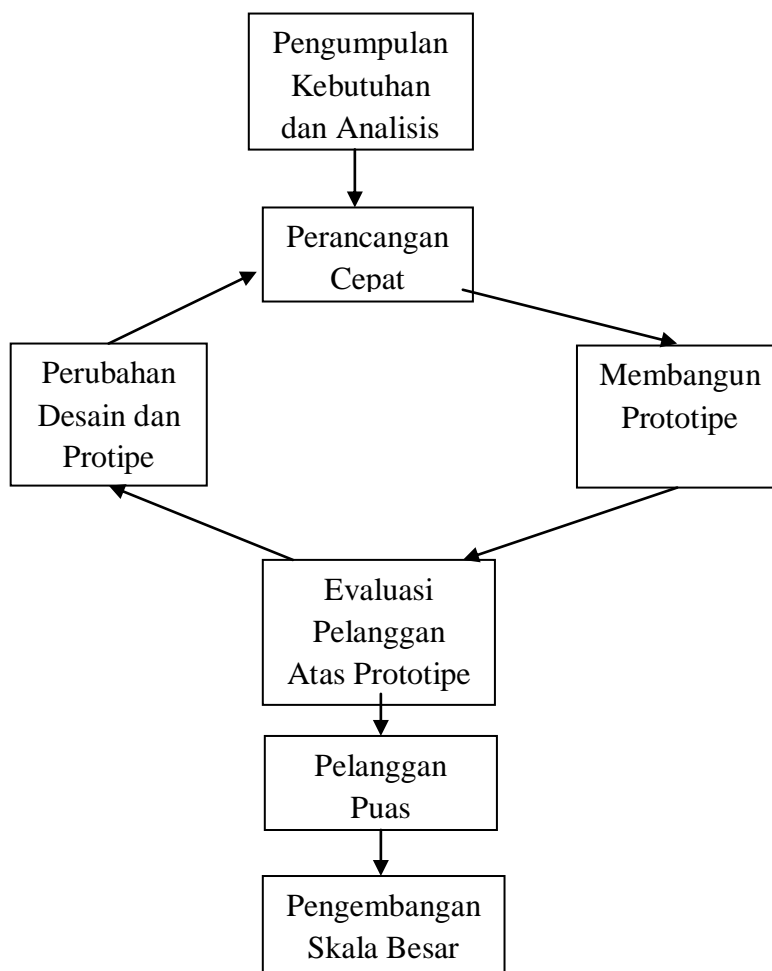 Pengumpulan
Kebutuhan
dan Analisis
Perancangan
Cepat
Perubahan
Desain dan
Protipe
Membangun
Prototipe
Evaluasi
Pelanggan
Atas Prototipe
Pelanggan
Puas
Pengembangan
Skala Besar